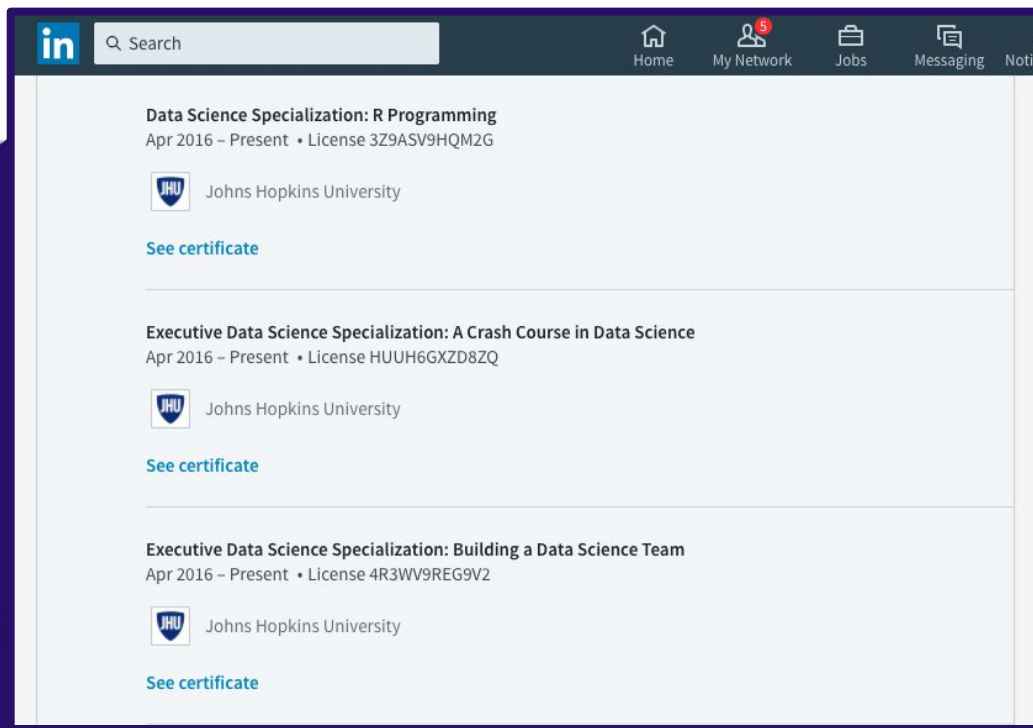 in
Search
5
Home
My Network
Jobs
Messaging
Noti
Data Science Specialization: R Programming
Apr 2016 – Present • License 3Z9ASV9HQM2G
JHU
Johns Hopkins University
See certificate
Executive Data Science Specialization: A Crash Course in Data Science
Apr 2016 – Present • License HUUH6GXZD8ZQ
JHU
Johns Hopkins University
See certificate
Executive Data Science Specialization: Building a Data Science Team
Apr 2016 – Present • License 4R3WV9REG9V2
JHU
Johns Hopkins University
See certificate